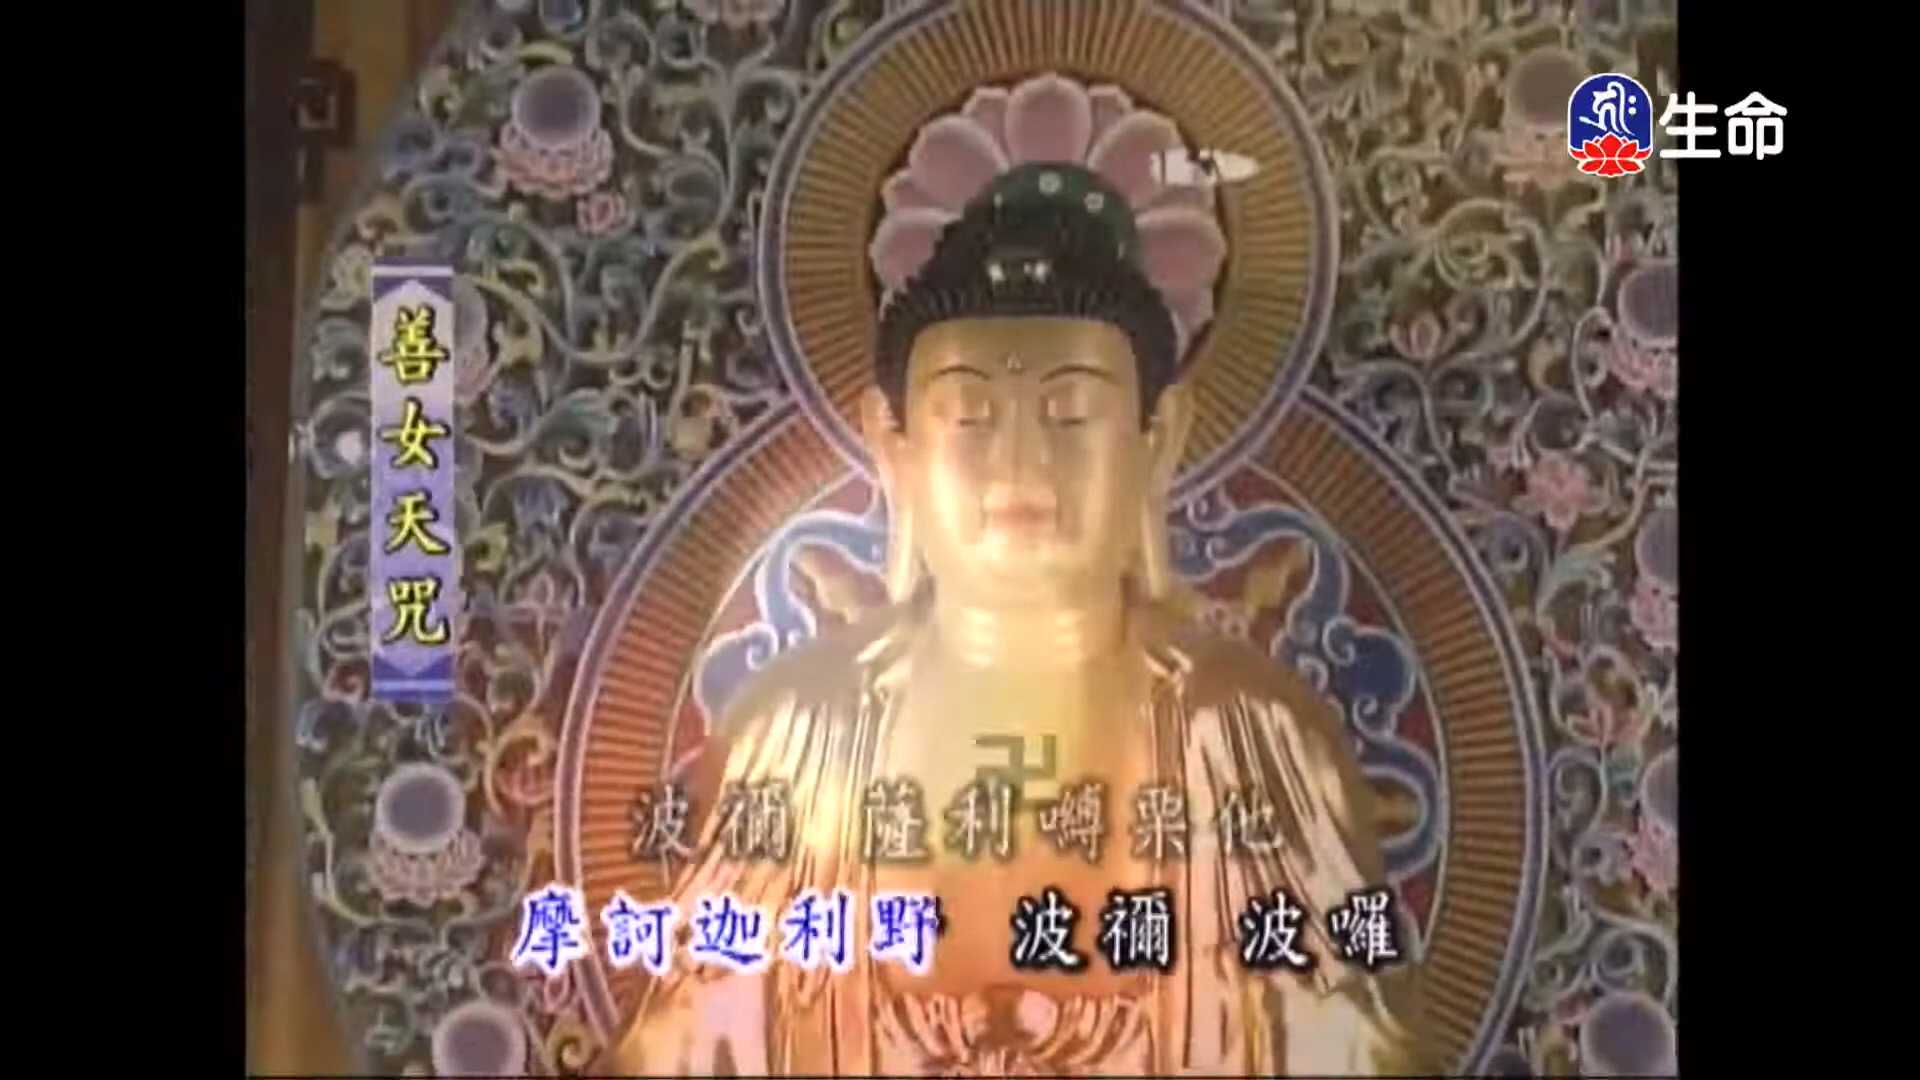 生命
善女天咒
波禰 薩利嚩栗他
摩訶迦利野 波禰 波囉